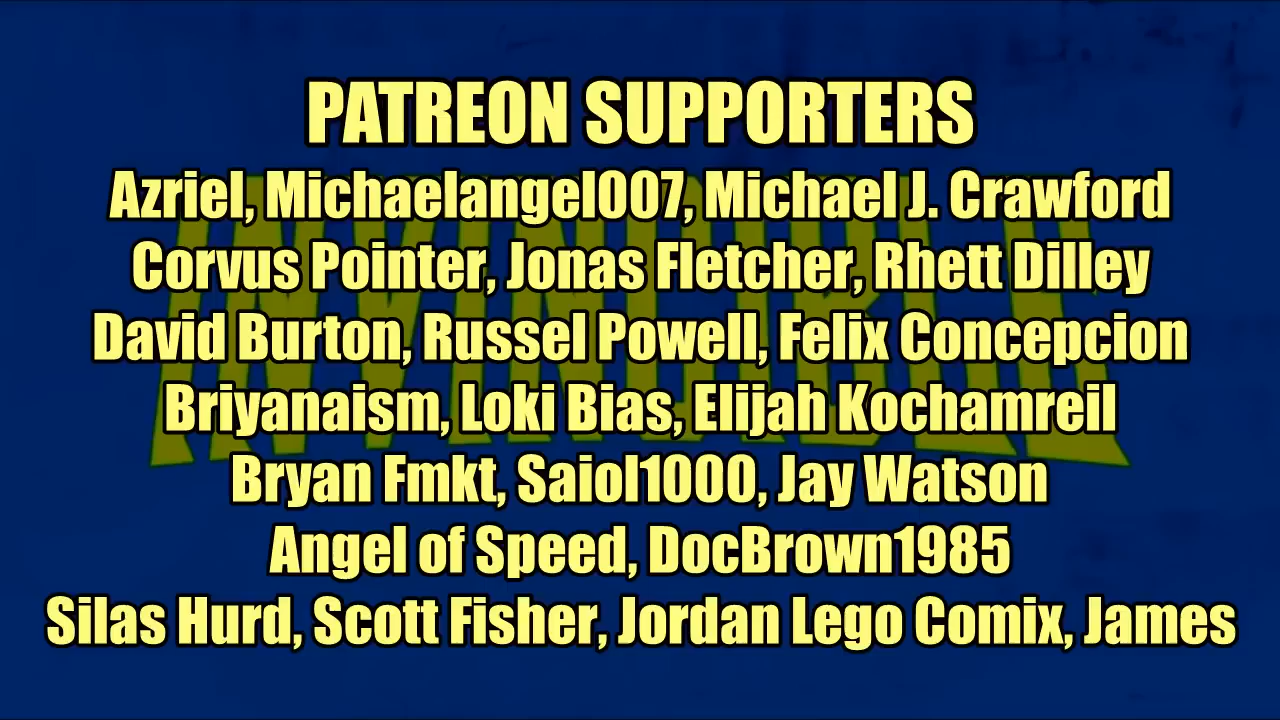 PATREON SUPPORTERS
Azriel, Michaelangel007, Michael J. Crawford
Corvus Pointer, Jonas Fletcher, Rhett Dilley
David Burton, Russel Powell, Felix Concepcion
Briyanaism, Loki Bias, Elijah Kochamreil
Bryan Fmkt, Saiol1000, Jay Watson
Angel of Speed, DocBrown1985
Silas Hurd, Scott Fisher, Jordan Lego Comix, James
INVINCIBLE